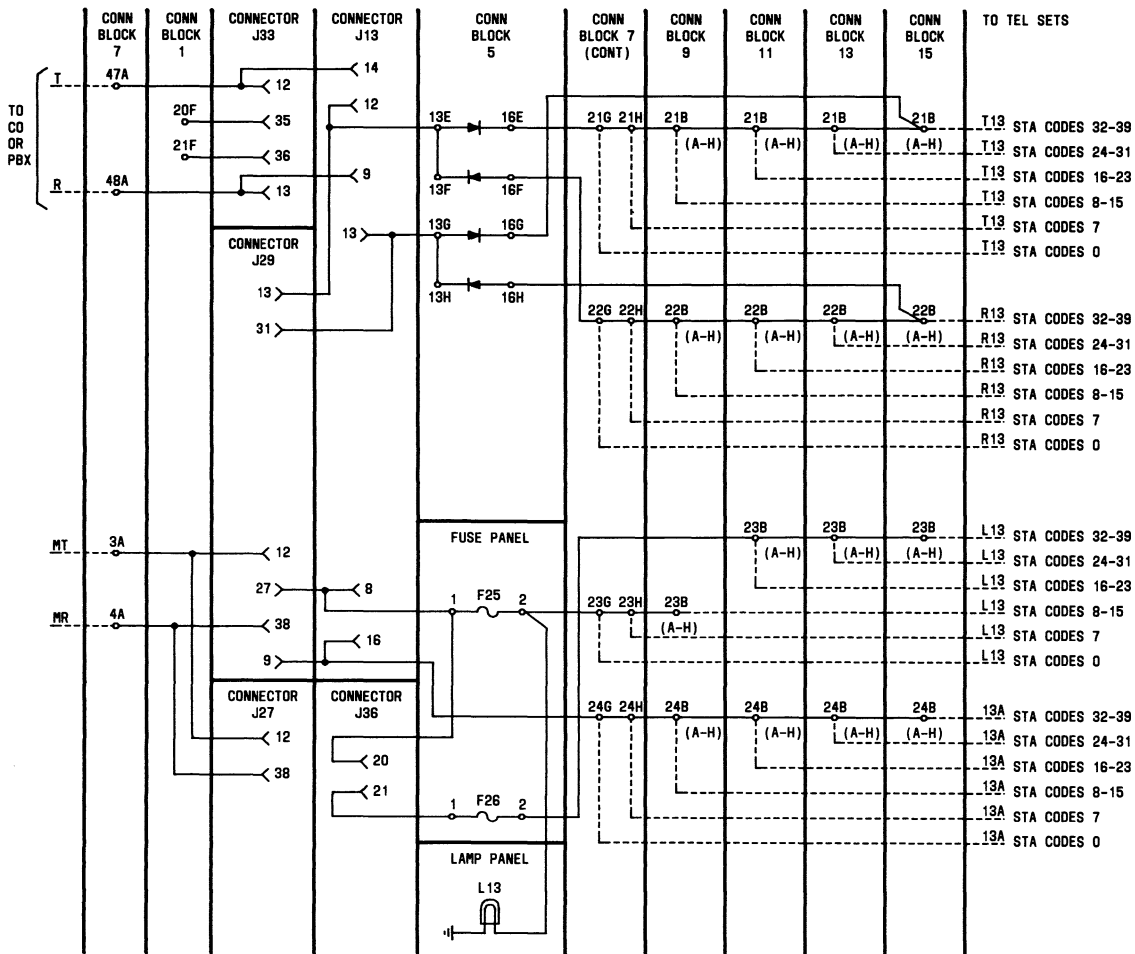 CONN BLOCK 7
CONN BLOCK 1
CONNECTOR J33
CONNECTOR J13
CONN BLOCK 5
CONN BLOCK 7 (CONT)
CONN BLOCK 9
CONN BLOCK 11
CONN BLOCK 13
CONN BLOCK 15
TO TEL SETS
TO CO OR PBX
T 47A 12 14
20F 35 12
21F 36
R 48A 13 9
13E 16E 21G 21H 21B 21B 21B 21B T13 STA CODES 32-39
(A-H) (A-H) (A-H) (A-H) T13 STA CODES 24-31
13F 16F T13 STA CODES 16-23
T13 STA CODES 8-15
13 13G 16G T13 STA CODES 7
T13 STA CODES 0
CONNECTOR J29
13 13H 16H
31
22G 22H 22B 22B 22B 22B R13 STA CODES 32-39
(A-H) (A-H) (A-H) (A-H) R13 STA CODES 24-31
R13 STA CODES 16-23
R13 STA CODES 8-15
R13 STA CODES 7
R13 STA CODES 0
FUSE PANEL
MT 3A 12
23B 23B 23B L13 STA CODES 32-39
(A-H) (A-H) (A-H) L13 STA CODES 24-31
27 8 L13 STA CODES 16-23
1 F25 2 23G 23H 23B L13 STA CODES 8-15
MR 4A 38 (A-H) L13 STA CODES 7
9 16 L13 STA CODES 0
CONNECTOR J27
CONNECTOR J36
24G 24H 24B 24B 24B 24B 13A STA CODES 32-39
12 (A-H) (A-H) (A-H) (A-H) 13A STA CODES 24-31
38 20 13A STA CODES 16-23
21 13A STA CODES 8-15
1 F26 2 13A STA CODES 7
13A STA CODES 0
LAMP PANEL
L13